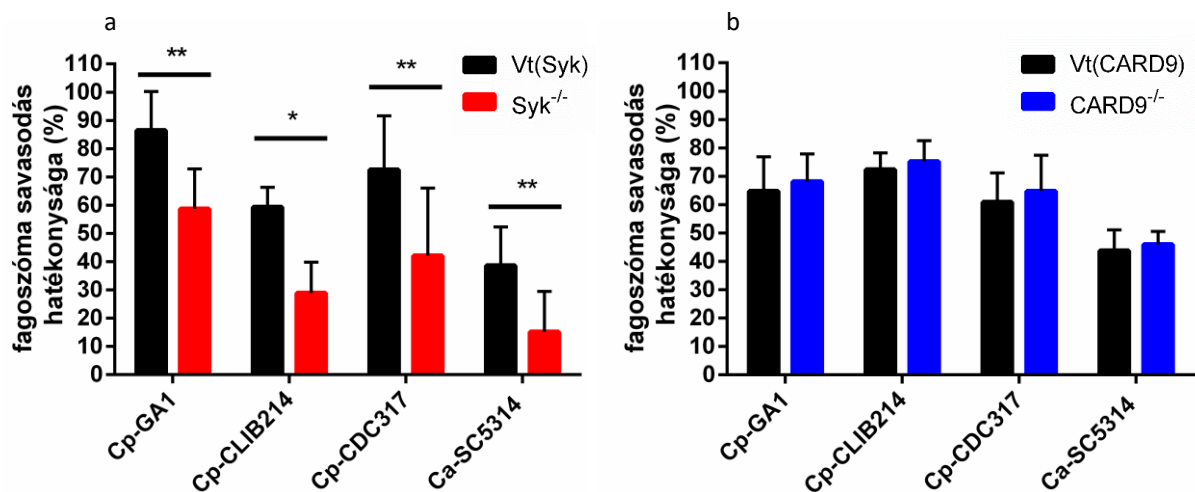 a
fagoszóma savasodás
hatékonysága (%)
110
100
90
80
70
60
50
40
30
20
10
0
**
*
**
**
Vt(Syk)
Syk-/-
Cp-GA1
Cp-CLIB214
Cp-CDC317
Ca-SC5314
b
fagoszóma savasodás
hatékonysága (%)
110
100
90
80
70
60
50
40
30
20
10
0
Vt(CARD9)
CARD9-/-
Cp-GA1
Cp-CLIB214
Cp-CDC317
Ca-SC5314